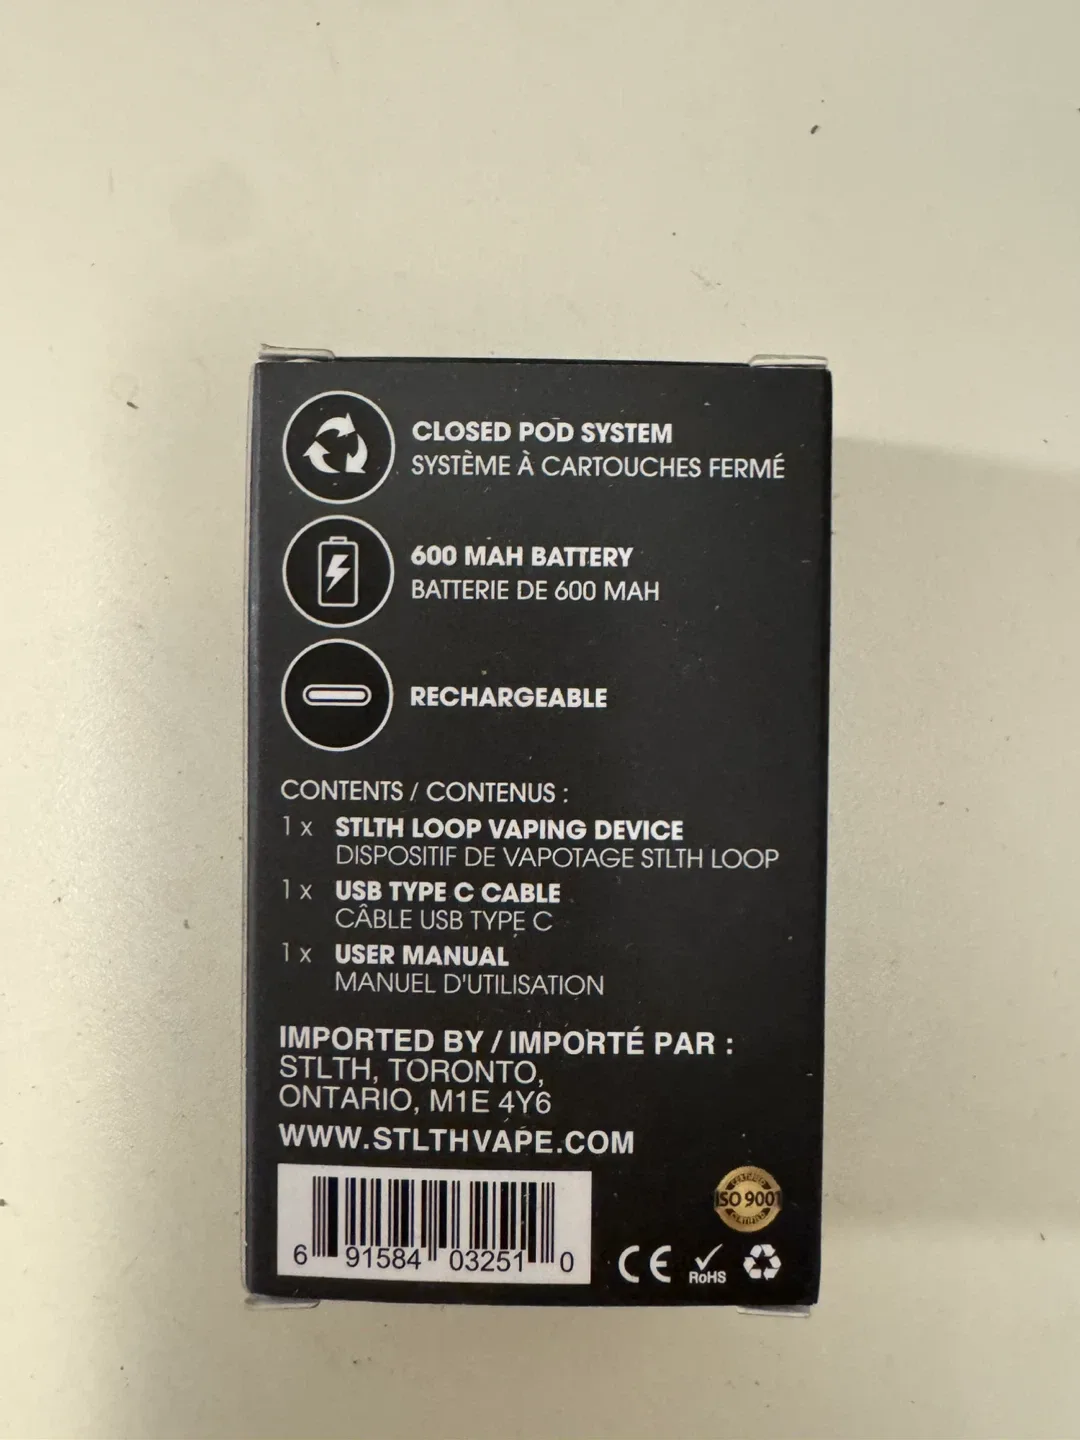 CLOSED POD SYSTEM
SYSTÈME À CARTOUCHES FERMÉ
600 MAH BATTERY
BATTERIE DE 600 MAH
RECHARGEABLE
CONTENTS / CONTENUS :
1 x STLTH LOOP VAPING DEVICE
DISPOSITIF DE VAPOTAGE STLTH LOOP
1 x USB TYPE C CABLE
CÂBLE USB TYPE C
1 x USER MANUAL
MANUEL D'UTILISATION
IMPORTED BY / IMPORTÉ PAR :
STLTH, TORONTO,
ONTARIO, M1E 4Y6
WWW.STLTHVAPE.COM
CERTIFIED
ISO 9001
CERTIFIED
6 91584 03251 0
CE
RoHS